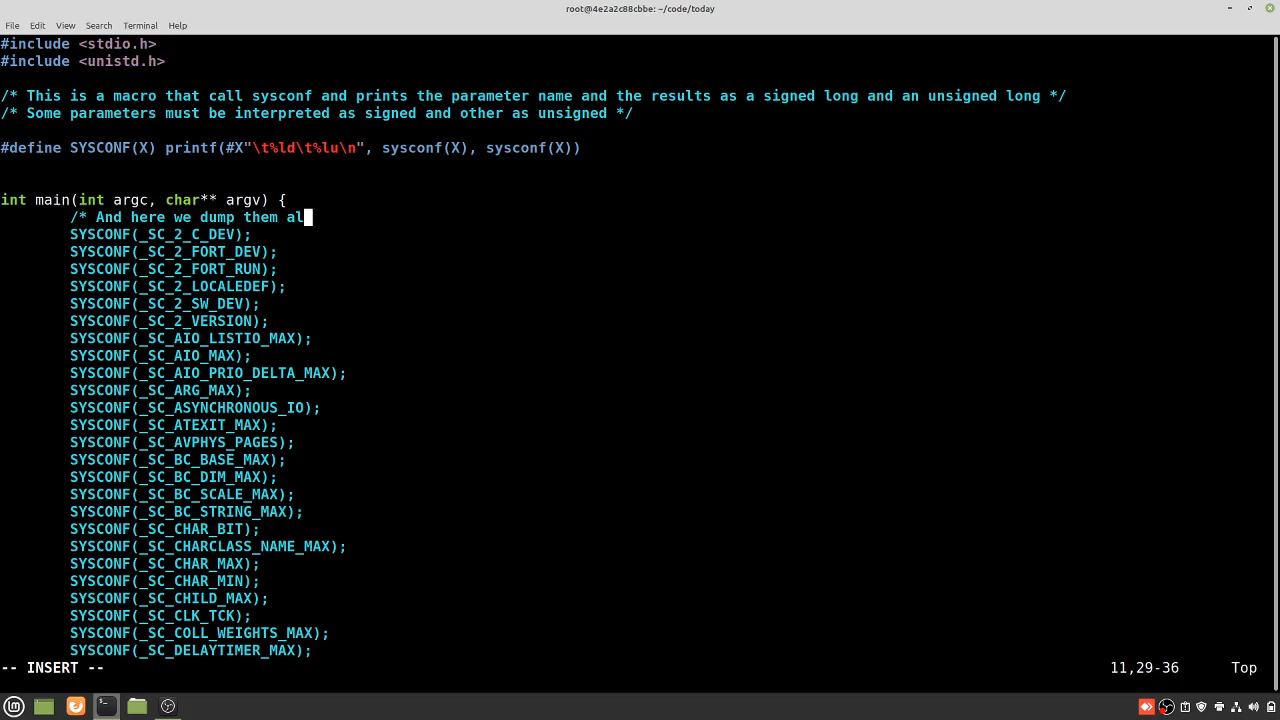 root@4e2a2c88cbbe: ~/code/today
File Edit View Search Terminal Help
#include <stdio.h>
#include <unistd.h>
/* This is a macro that call sysconf and prints the parameter name and the results as a signed long and an unsigned long */
/* Some parameters must be interpreted as signed and other as unsigned */
#define SYSCONF(X) printf(#X"\t%ld\t%lu\n", sysconf(X), sysconf(X))
int main(int argc, char** argv) {
/* And here we dump them al
SYSCONF(_SC_2_C_DEV);
SYSCONF(_SC_2_FORT_DEV);
SYSCONF(_SC_2_FORT_RUN);
SYSCONF(_SC_2_LOCALEDEF);
SYSCONF(_SC_2_SW_DEV);
SYSCONF(_SC_2_VERSION);
SYSCONF(_SC_AIO_LISTIO_MAX);
SYSCONF(_SC_AIO_MAX);
SYSCONF(_SC_AIO_PRIO_DELTA_MAX);
SYSCONF(_SC_ARG_MAX);
SYSCONF(_SC_ASYNCHRONOUS_IO);
SYSCONF(_SC_ATEXIT_MAX);
SYSCONF(_SC_AVPHYS_PAGES);
SYSCONF(_SC_BC_BASE_MAX);
SYSCONF(_SC_BC_DIM_MAX);
SYSCONF(_SC_BC_SCALE_MAX);
SYSCONF(_SC_BC_STRING_MAX);
SYSCONF(_SC_CHAR_BIT);
SYSCONF(_SC_CHARCLASS_NAME_MAX);
SYSCONF(_SC_CHAR_MAX);
SYSCONF(_SC_CHAR_MIN);
SYSCONF(_SC_CHILD_MAX);
SYSCONF(_SC_CLK_TCK);
SYSCONF(_SC_COLL_WEIGHTS_MAX);
SYSCONF(_SC_DELAYTIMER_MAX);
-- INSERT -- 11,29-36 Top